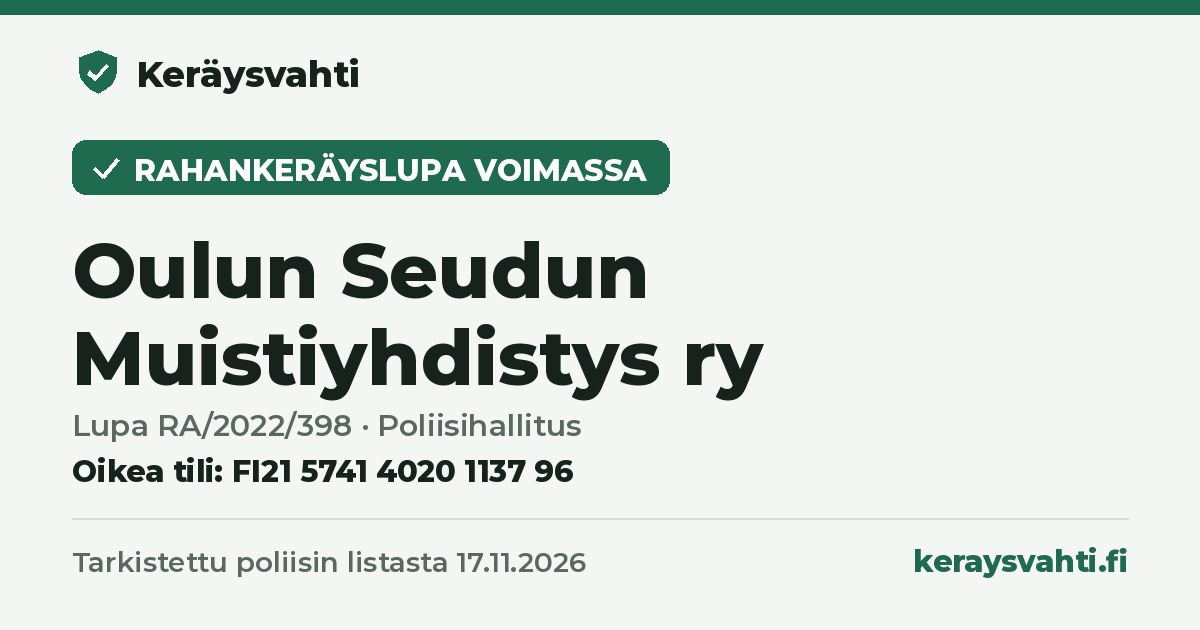 Keräysvahti
RAHANKERÄYSLUPA VOIMASSA
Oulun Seudun
Muistiyhdistys ry
Lupa RA/2022/398 · Poliisihallitus
Oikea tili: FI21 5741 4020 1137 96
Tarkistettu poliisin listasta 17.11.2026
keraysvahti.fi